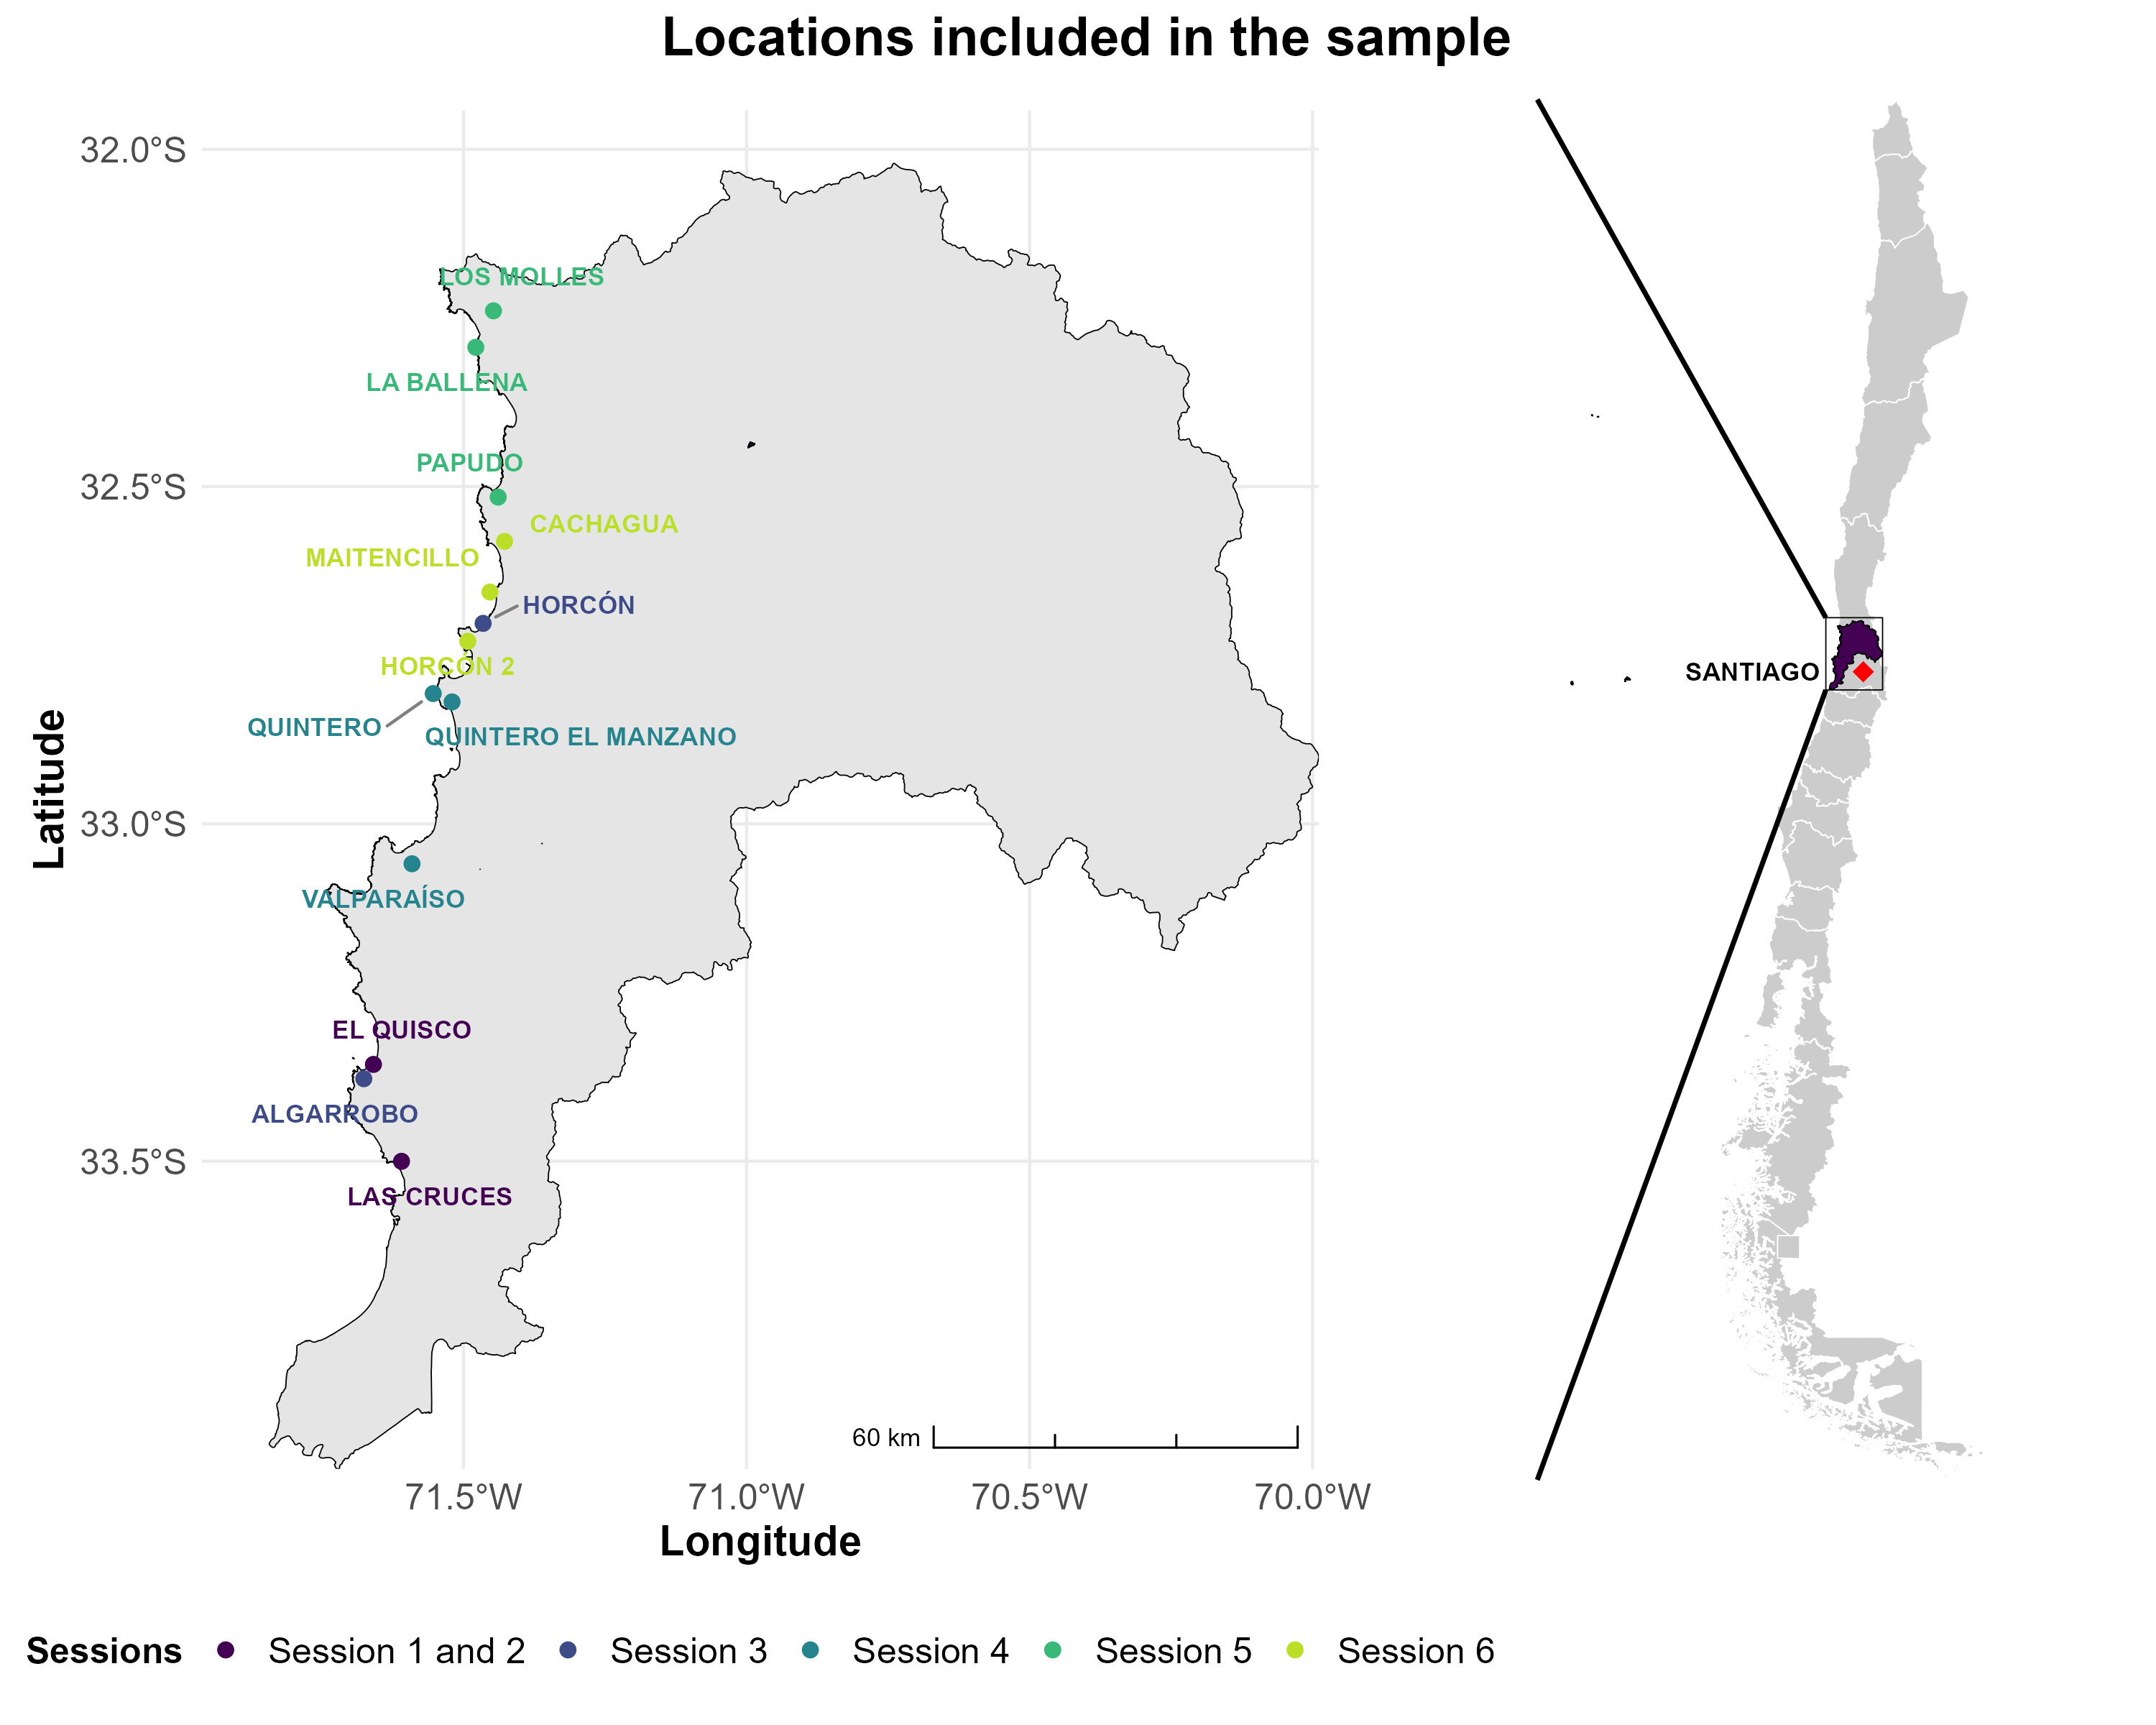 Locations included in the sample
32.0°S
LOS MOLLES
LA BALLENA
PAPUDO
32.5°S
CACHAGUA
MAITENCILLO
HORCÓN
HORCÓN 2
SANTIAGO
QUINTERO
QUINTERO EL MANZANO
Latitude
33.0°S
VALPARAÍSO
EL QUISCO
ALGARROBO
33.5°S
LAS CRUCES
60 km
71.5°W 71.0°W 70.5°W 70.0°W
Longitude
Sessions Session 1 and 2 Session 3 Session 4 Session 5 Session 6